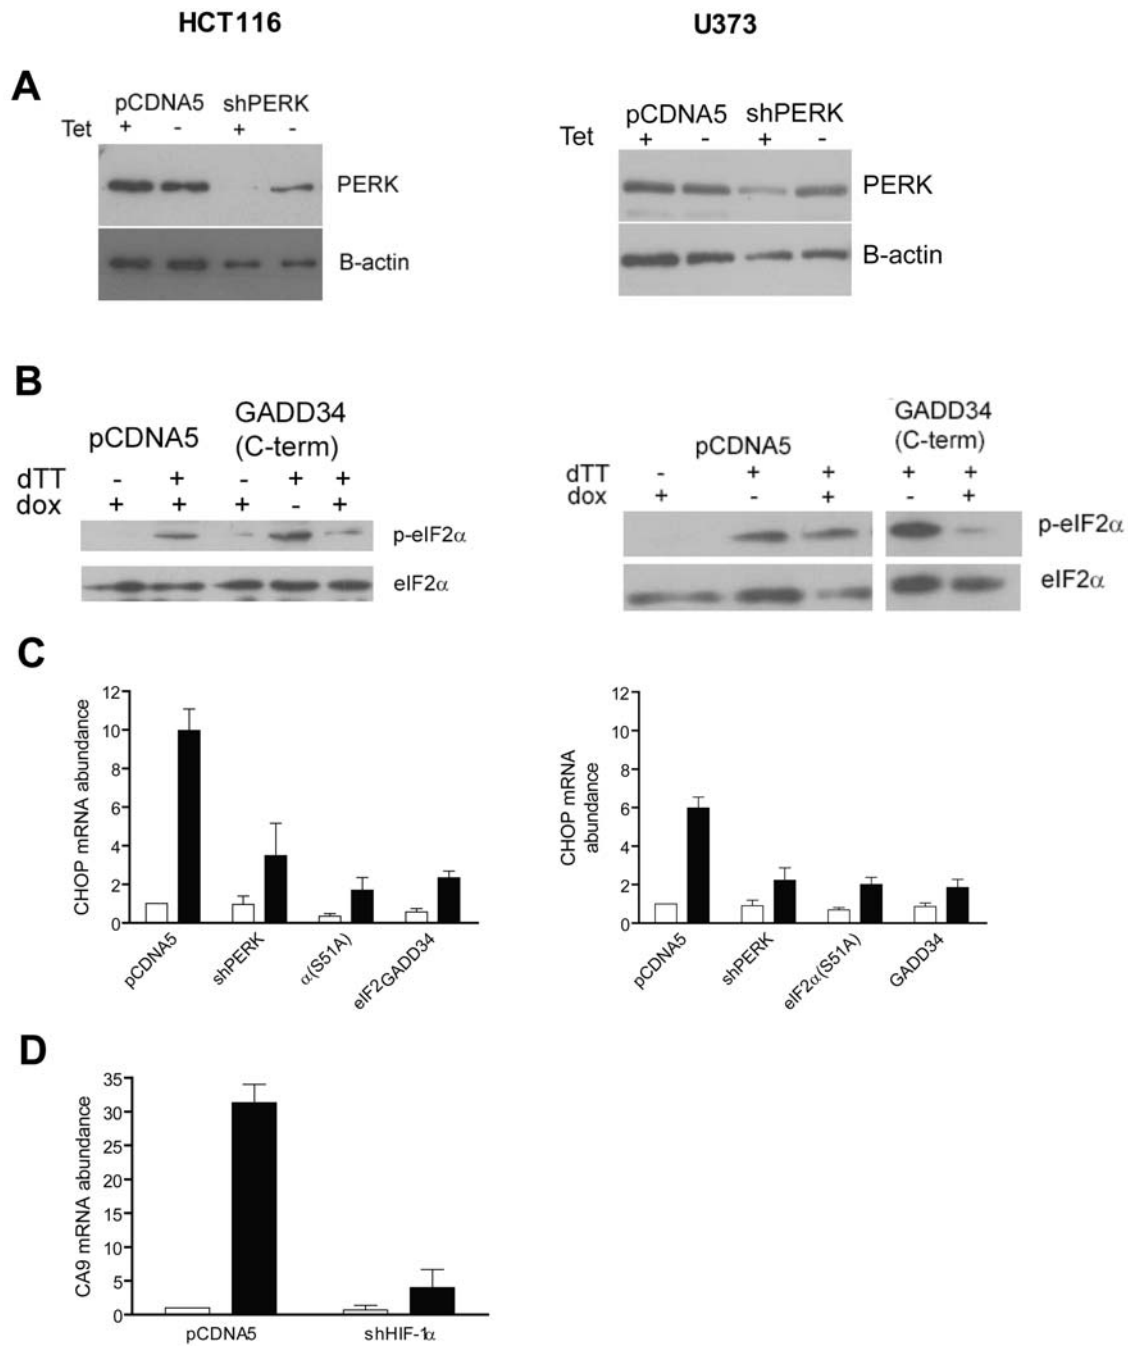 HCT116 U373
A
pCDNA5 shPERK
Tet + - + -
PERK
B-actin
pCDNA5 shPERK
Tet + - + -
PERK
B-actin
B
pCDNA5 GADD34
(C-term)
dTT - + - + +
dox + + + - +
p-eIF2α
eIF2α
pCDNA5 GADD34
(C-term)
dTT - + + + +
dox + - + - +
p-eIF2α
eIF2α
C
CHOP mRNA abundance
12
10
8
6
4
2
0
pCDNA5 shPERK α(S51A) eIF2GADD34
CHOP mRNA
abundance
12
10
8
6
4
2
0
pCDNA5 shPERK eIF2α(S51A) GADD34
D
CA9 mRNA abundance
35
30
25
20
15
10
5
0
pCDNA5 shHIF-1α